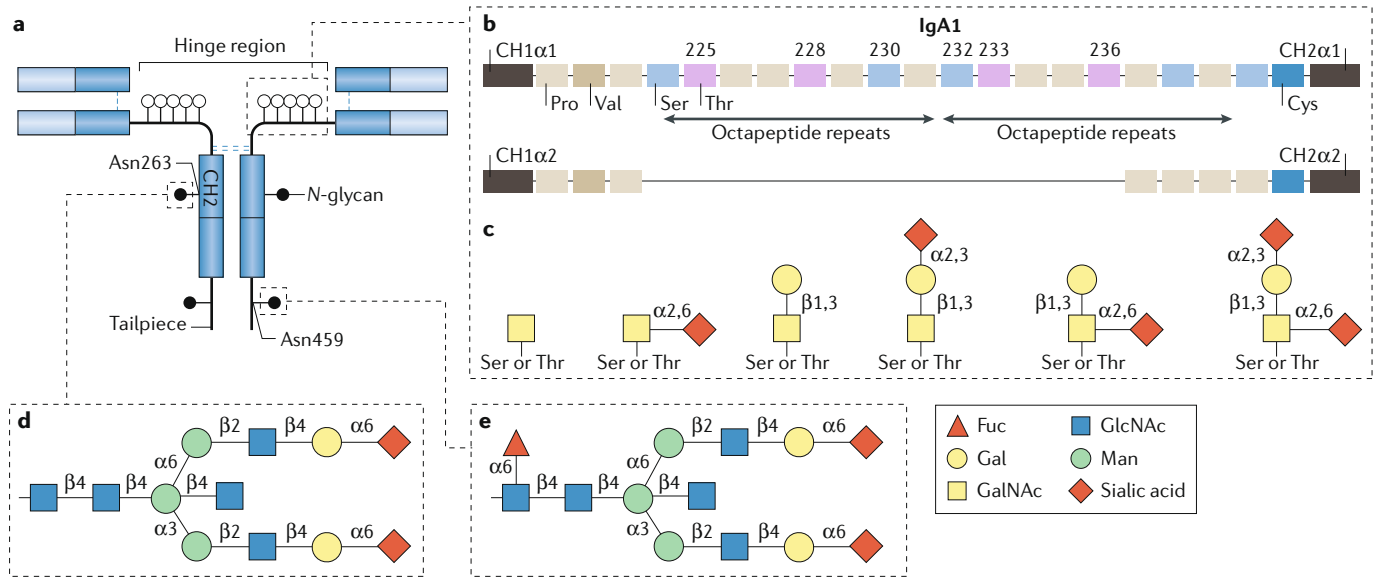 a
Hinge region
Asn263
CH2
N-glycan
Tailpiece
Asn459
b
IgA1
CH1α1
225
228
230
232
233
236
CH2α1
Pro
Val
Ser
Thr
Cys
Octapeptide repeats
Octapeptide repeats
CH1α2
CH2α2
c
Ser or Thr
α2,6
Ser or Thr
β1,3
Ser or Thr
α2,3
β1,3
Ser or Thr
β1,3
α2,6
Ser or Thr
α2,3
β1,3
α2,6
Ser or Thr
d
β2
β4
α6
α6
β4
β4
β4
α3
β2
β4
α6
e
β2
β4
α6
α6
α6
β4
β4
β4
α3
β2
β4
α6
Fuc
GlcNAc
Gal
Man
GalNAc
Sialic acid